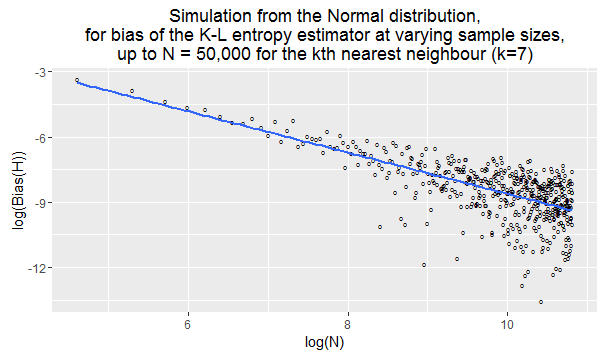 Simulation from the Normal distribution,
for bias of the K-L entropy estimator at varying sample sizes,
up to N = 50,000 for the kth nearest neighbour (k=7)
log(Bias(H))
-3
-6
-9
-12
6 8 10
log(N)